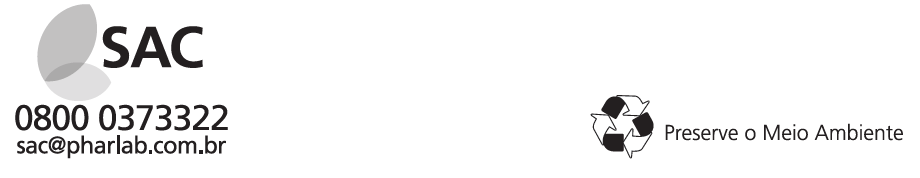 SAC
0800 0373322
sac@pharlab.com.br
Preserve o Meio Ambiente